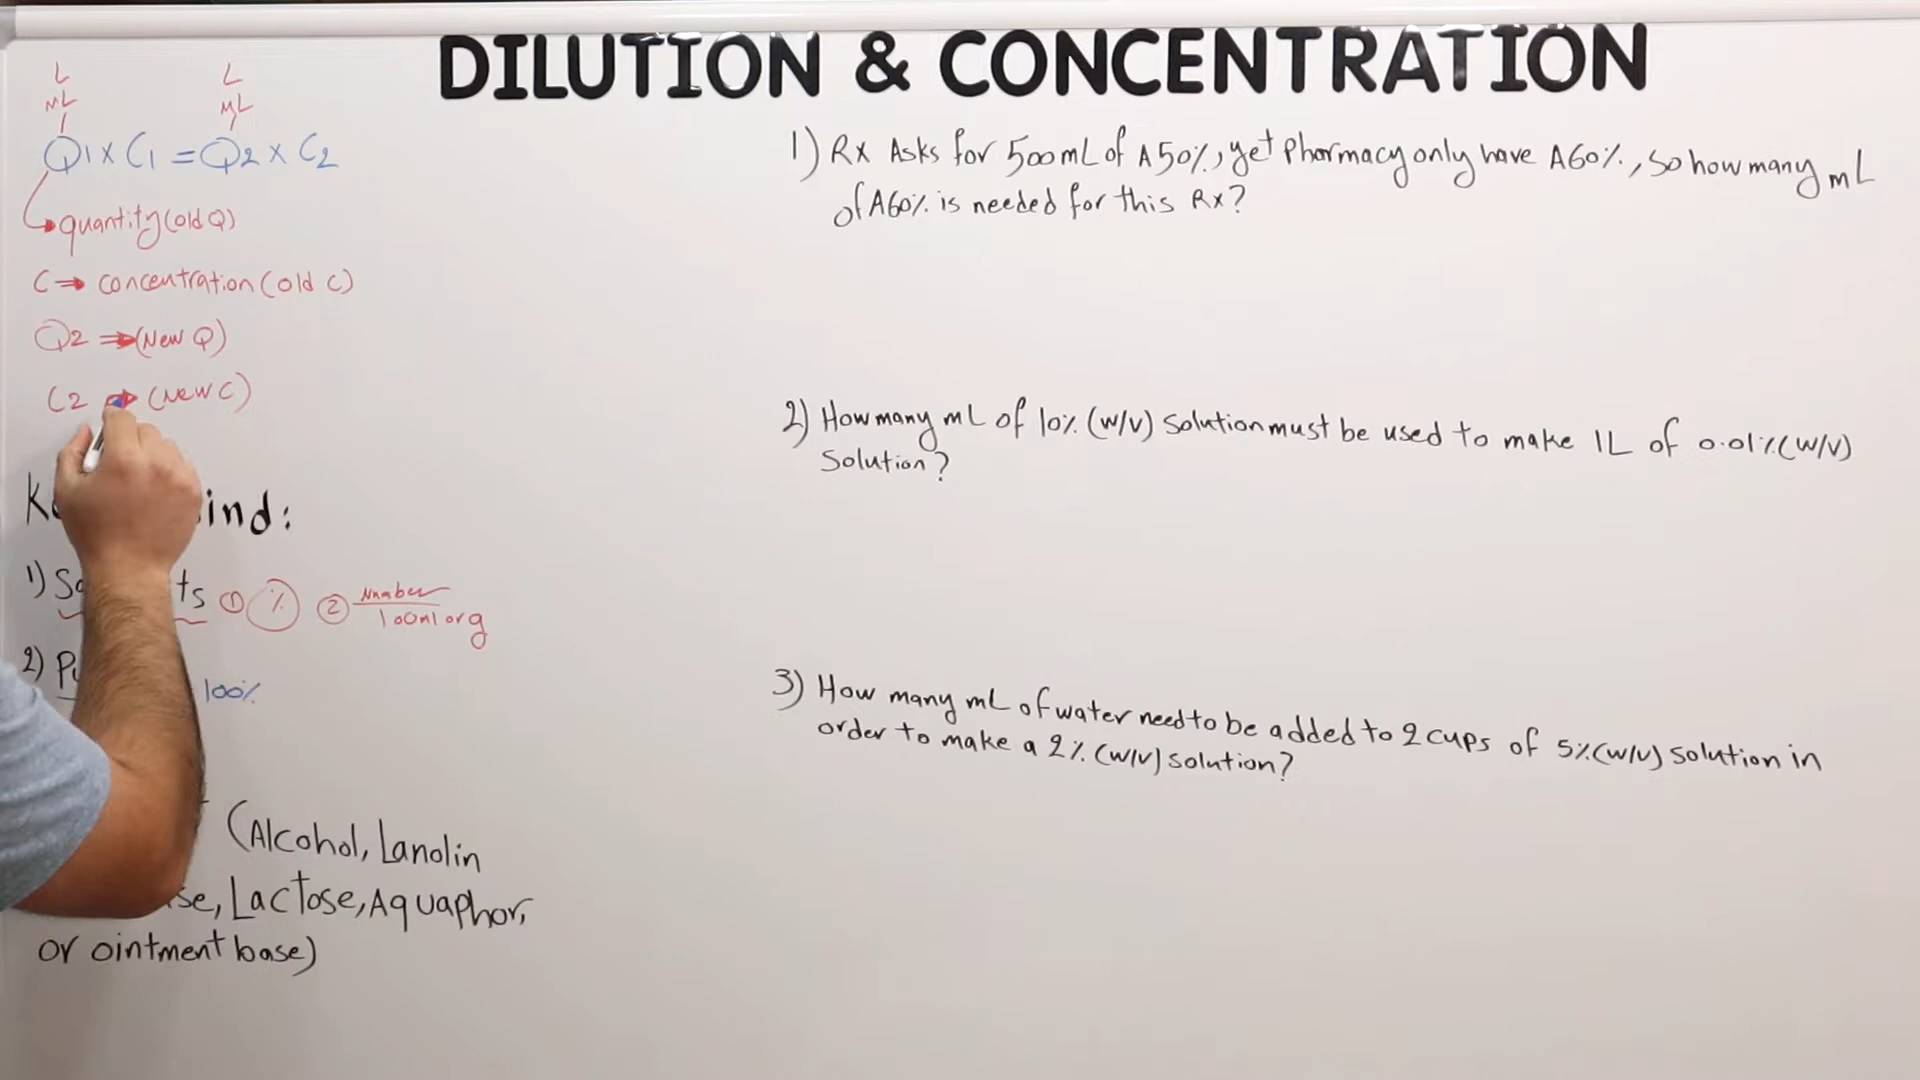 DILUTION & CONCENTRATION
L
mL
L
mL
Q1 x C1 = Q2 x C2
quantity (old Q)
C → concentration (old C)
Q2 ⇒ (New Q)
C2 → (New C)
1)
① % ② Number
100ml or g
2)
100%
(Alcohol, Lanolin
Lactose, Aquaphor,
or ointment base)
1) Rx Asks for 500mL of A50%, yet Pharmacy only have A60%, so how many mL
of A60% is needed for this Rx?
2) How many mL of 10% (w/v) Solution must be used to make 1L of 0.01% (w/v)
Solution?
3) How many mL of water need to be added to 2 cups of 5% (w/v) solution in
order to make a 2% (w/v) solution?